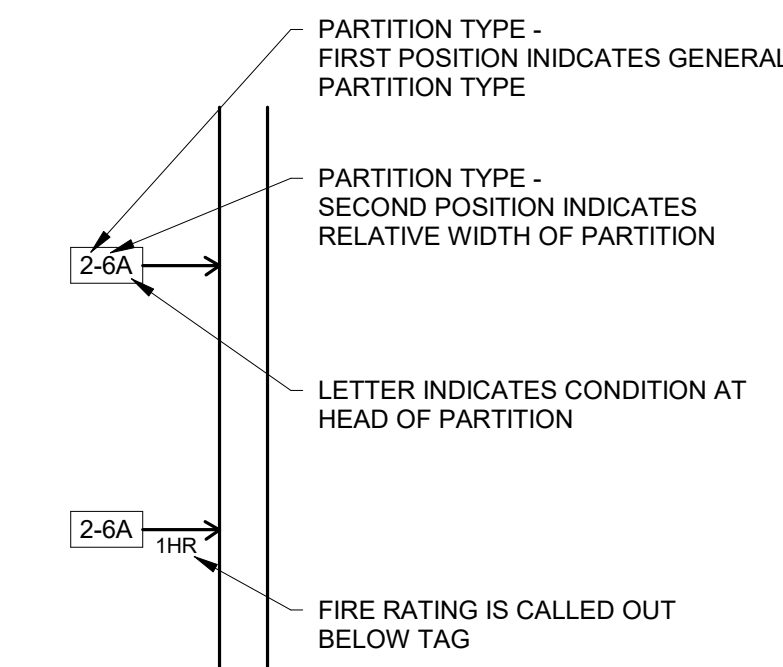 PARTITION TYPE -
FIRST POSITION INIDCATES GENERAL
PARTITION TYPE
PARTITION TYPE -
SECOND POSITION INDICATES
RELATIVE WIDTH OF PARTITION
2-6A
LETTER INDICATES CONDITION AT
HEAD OF PARTITION
2-6A
1HR
FIRE RATING IS CALLED OUT
BELOW TAG